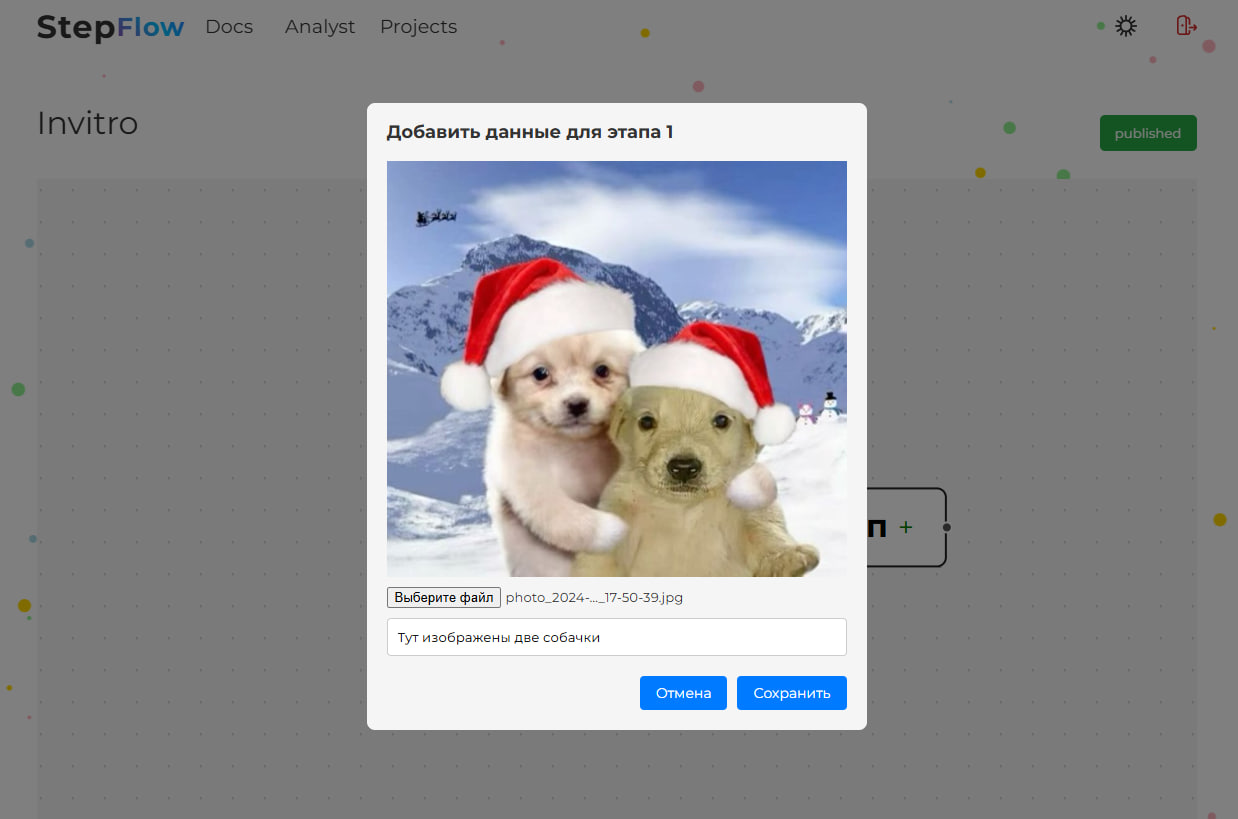 StepFlow Docs Analyst Projects
Invitro
published
Добавить данные для этапа 1
Выберите файл photo_2024-..._17-50-39.jpg
Тут изображены две собачки
Отмена Сохранить
п +